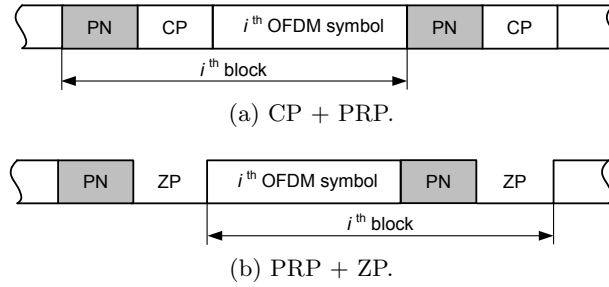 PN CP i th OFDM symbol PN CP
i th block
(a) CP + PRP.
PN ZP i th OFDM symbol PN ZP
i th block
(b) PRP + ZP.